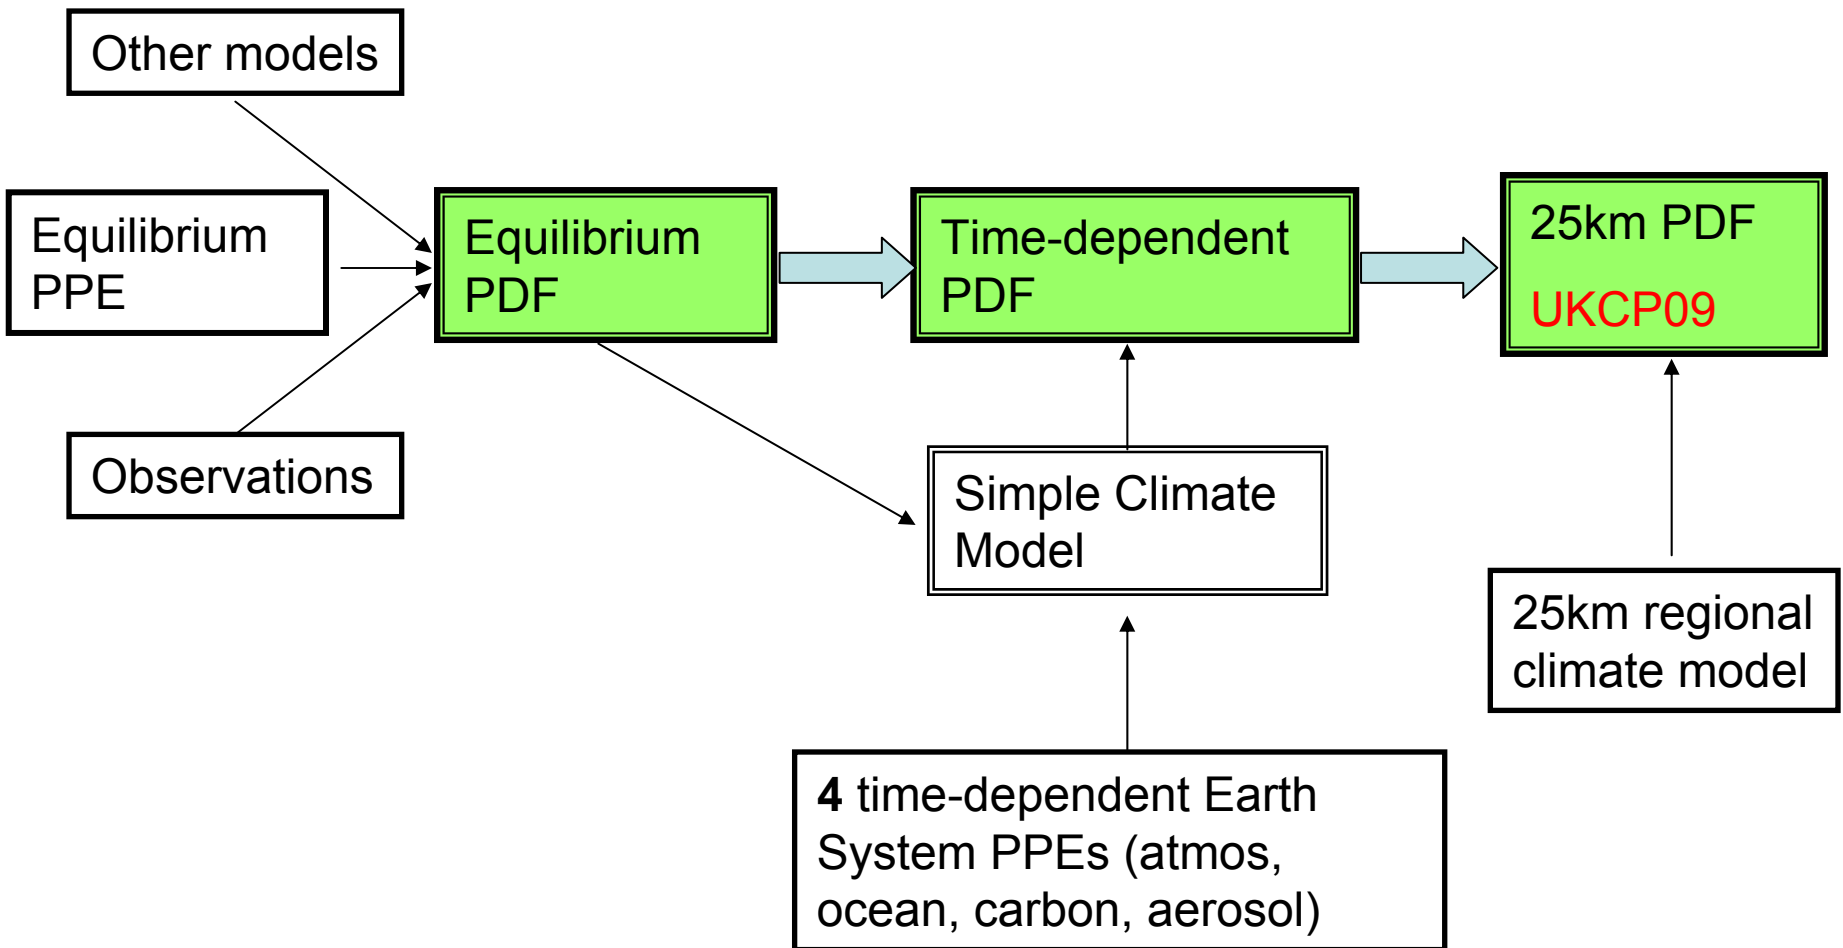 Other models
Equilibrium
PPE
Observations
Equilibrium
PDF
Time-dependent
PDF
25km PDF
UKCP09
Simple Climate
Model
25km regional
climate model
4 time-dependent Earth
System PPEs (atmos,
ocean, carbon, aerosol)